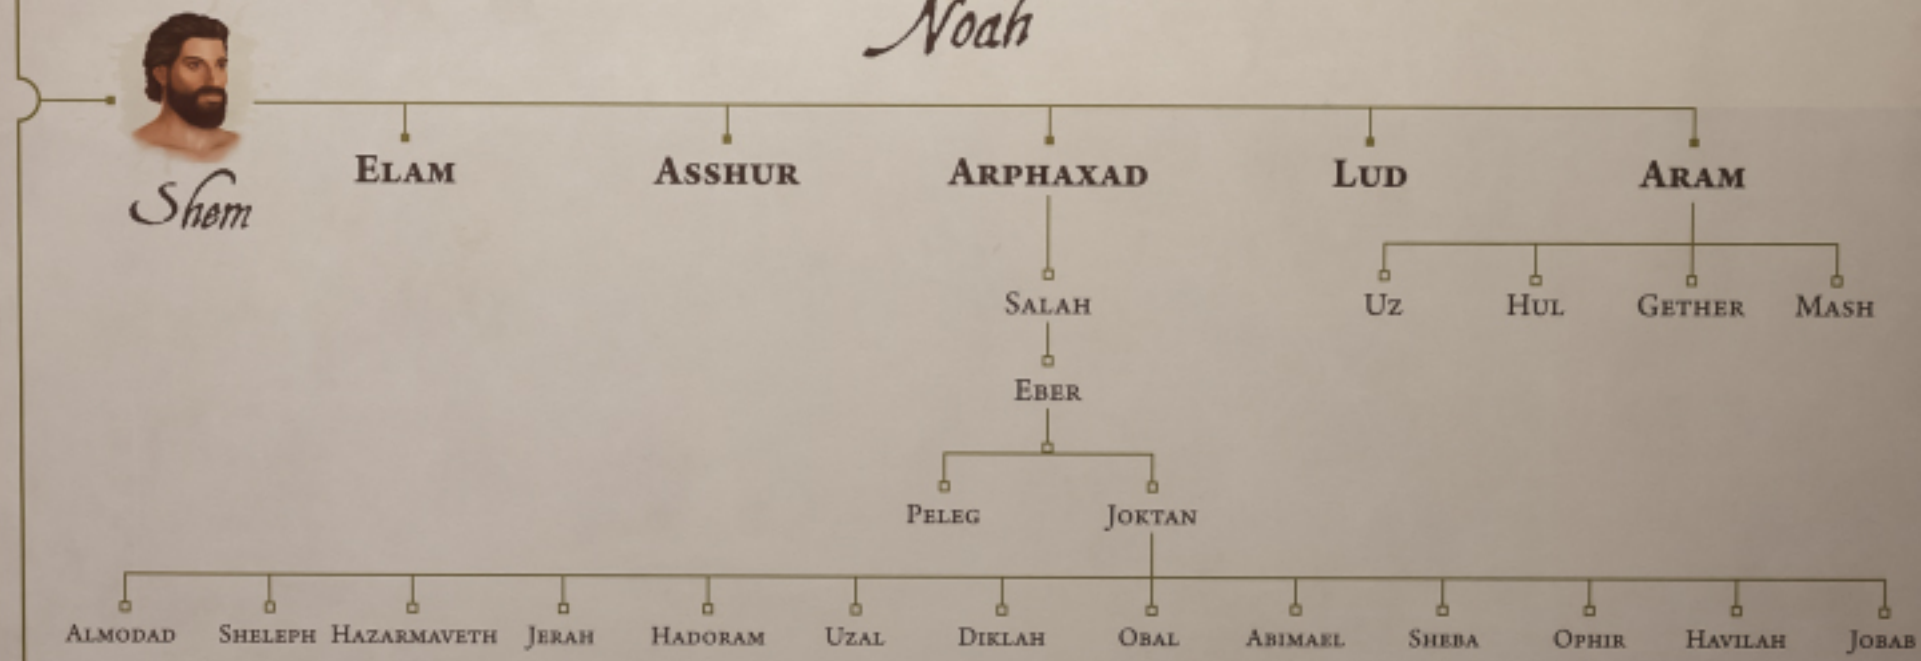 Noah
Shem
ELAM ASSHUR ARPHAXAD LUD ARAM
SALAH UZ HUL GETHER MASH
EBER
PELEG JOKTAN
ALMODAD SHELEPH HAZARMAVETH JERAH HADORAM UZAL DIKLAH OBAL ABIMAEL SHEBA OPHIR HAVILAH JOBAB